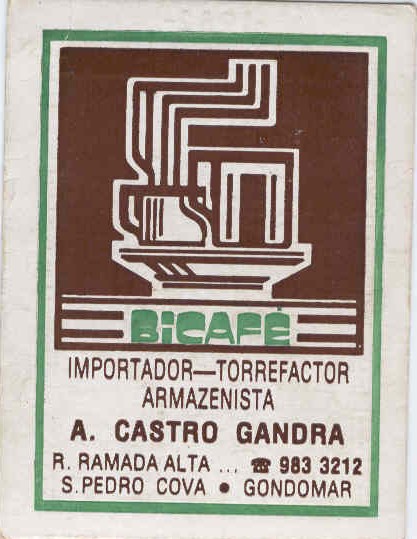 BiCAFÉ
IMPORTADOR—TORREFACTOR
ARMAZENISTA
A. CASTRO GANDRA
R. RAMADA ALTA ... ☎ 983 3212
S. PEDRO COVA • GONDOMAR